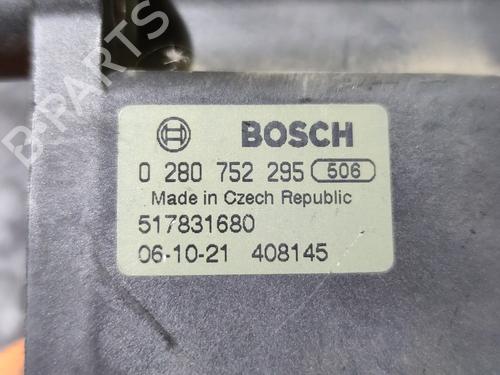 BOSCH
0 280 752 295 506
Made in Czech Republic
517831680
06-10-21 408145
B-PARTS